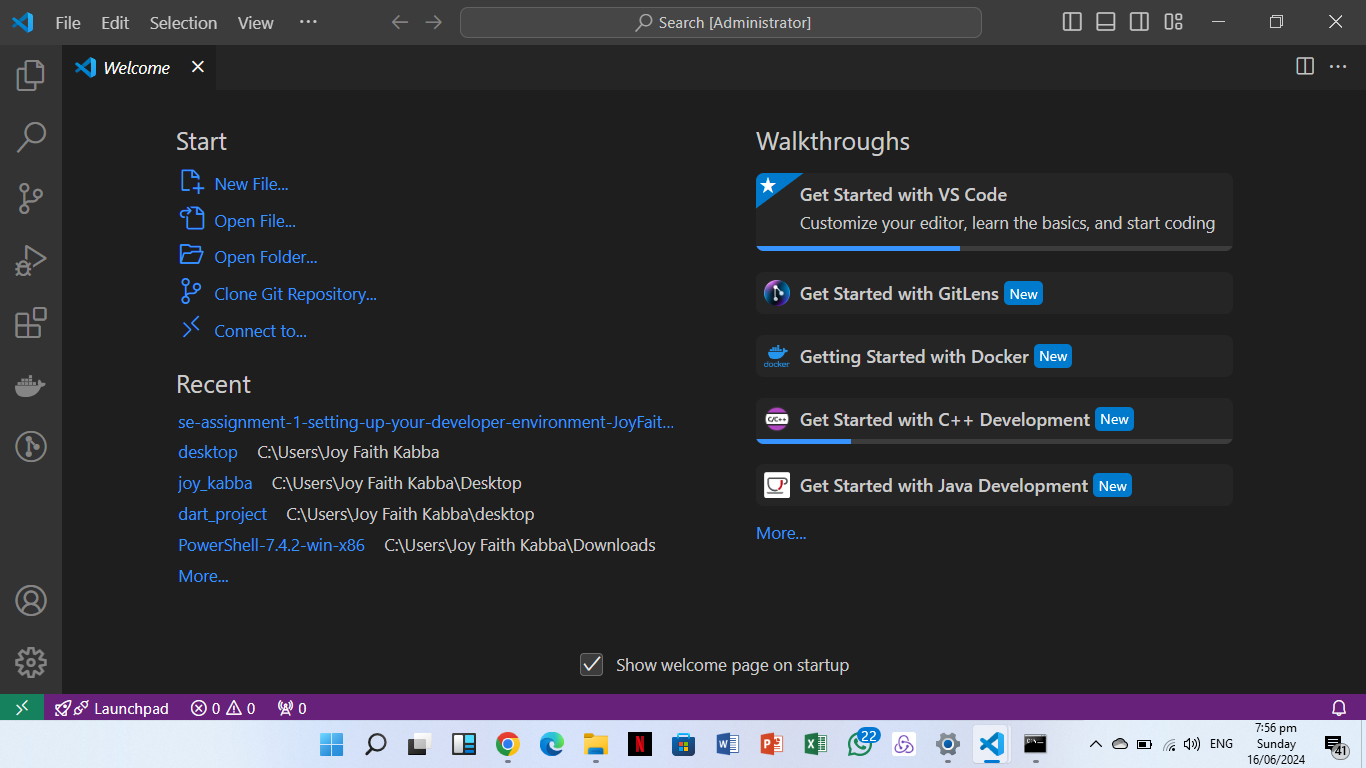 File Edit Selection View ···
Search [Administrator]
Welcome
Start
New File...
Open File...
Open Folder...
Clone Git Repository...
Connect to...
Recent
se-assignment-1-setting-up-your-developer-environment-JoyFait...
desktop C:\Users\Joy Faith Kabba
joy_kabba C:\Users\Joy Faith Kabba\Desktop
dart_project C:\Users\Joy Faith Kabba\desktop
PowerShell-7.4.2-win-x86 C:\Users\Joy Faith Kabba\Downloads
More...
Walkthroughs
Get Started with VS Code
Customize your editor, learn the basics, and start coding
Get Started with GitLens New
docker
Getting Started with Docker New
C/C++
Get Started with C++ Development New
Get Started with Java Development New
More...
Show welcome page on startup
Launchpad 0 0 0
22
ENG
7:56 pm
Sunday
16/06/2024
41